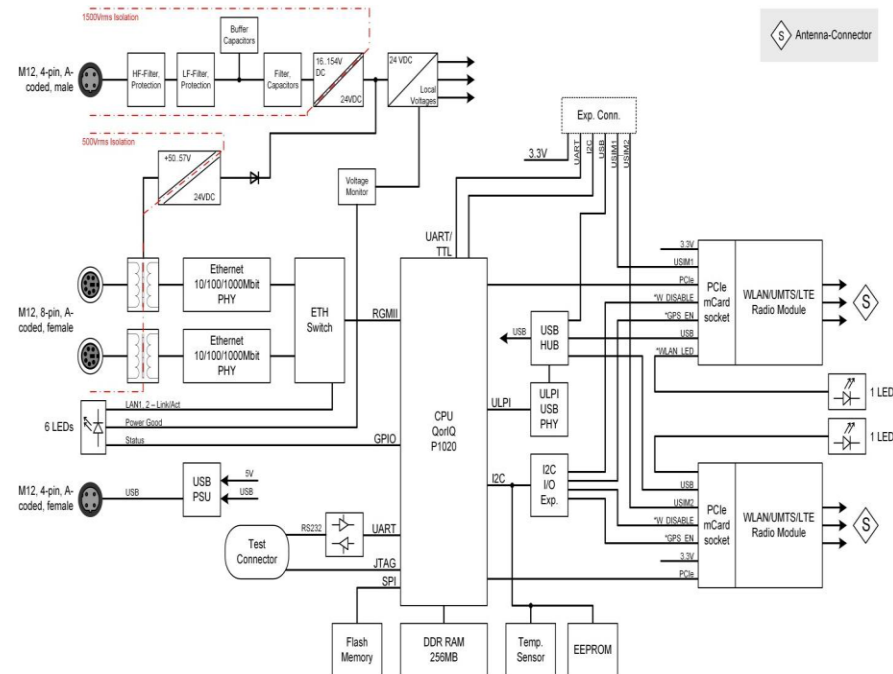 1500Vrms Isolation
Buffer
Capacitors
S
Antenna-Connector
M12, 4-pin, A-
coded, male
HF-Filter,
Protection
LF-Filter,
Protection
Filter,
Capacitors
16..154V
DC
24VDC
24 VDC
Local
Voltages
Exp. Conn.
500Vrms Isolation
3.3V
UART
I2C
USB
USIM1
USIM2
+50..57V
24VDC
Voltage
Monitor
UART/
TTL
M12, 8-pin, A-
coded, female
Ethernet
10/100/1000Mbit
PHY
Ethernet
10/100/1000Mbit
PHY
ETH
Switch
RGMII
CPU
QorIQ
P1020
3.3V
USIM1
PCIe
*W_DISABLE
*GPS_EN
USB
*WLAN_LED
PCIe
mCard
socket
WLAN/UMTS/LTE
Radio Module
S
USB
USB
HUB
ULPI
ULPI
USB
PHY
1 LED
1 LED
6 LEDs
LAN1, 2 – Link/Act
Power Good
Status
GPIO
M12, 4-pin, A-
coded, female
USB
USB
PSU
5V
USB
I2C
I2C
I/O
Exp.
USB
USIM2
*W_DISABLE
*GPS_EN
3.3V
PCIe
PCIe
mCard
socket
WLAN/UMTS/LTE
Radio Module
S
Test
Connector
RS232
UART
JTAG
SPI
Flash
Memory
DDR RAM
256MB
Temp.
Sensor
EEPROM